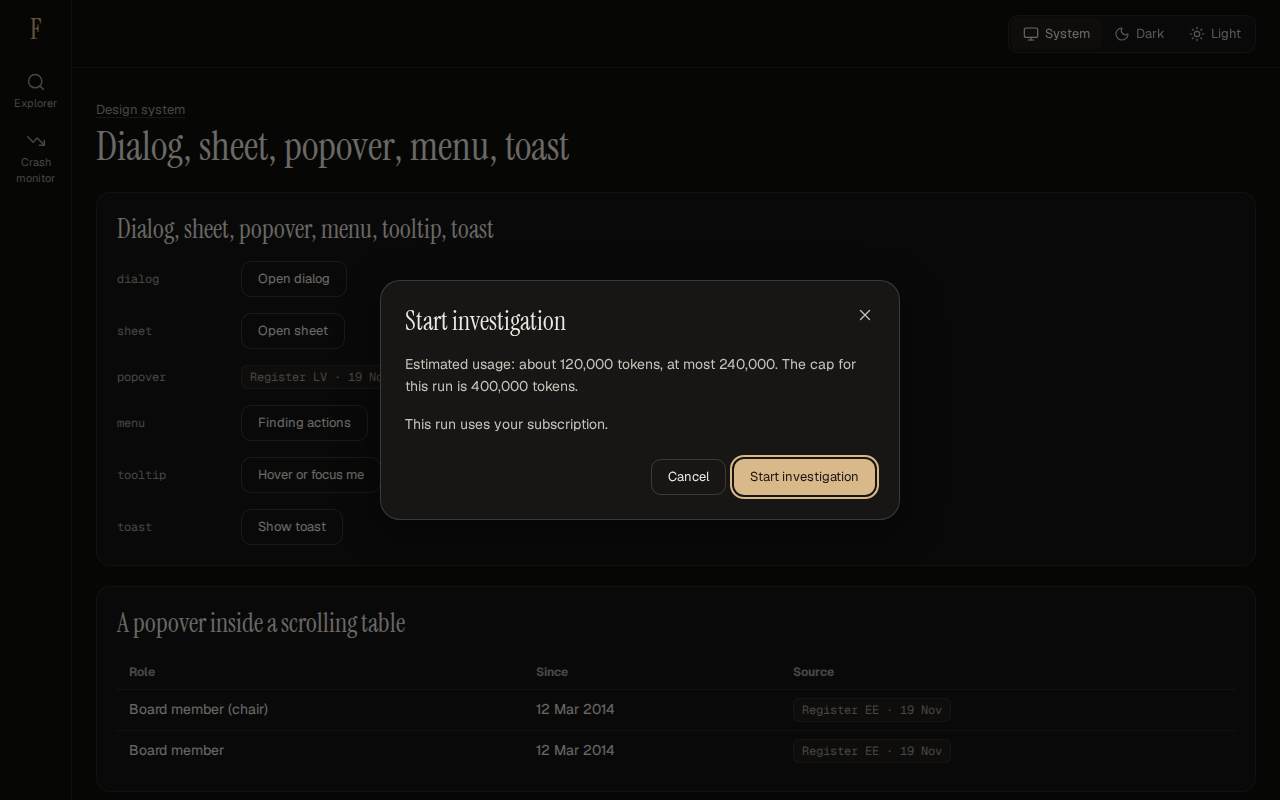 F
System
Dark
Light
Explorer
Crash
monitor
Design system
Dialog, sheet, popover, menu, toast
Dialog, sheet, popover, menu, tooltip, toast
dialog
Open dialog
sheet
Open sheet
popover
Register LV · 19
menu
Finding actions
tooltip
Hover or focus me
toast
Show toast
Start investigation
Estimated usage: about 120,000 tokens, at most 240,000. The cap for
this run is 400,000 tokens.
This run uses your subscription.
Cancel
Start investigation
A popover inside a scrolling table
Role Since Source
Board member (chair) 12 Mar 2014 Register EE · 19 Nov
Board member 12 Mar 2014 Register EE · 19 Nov